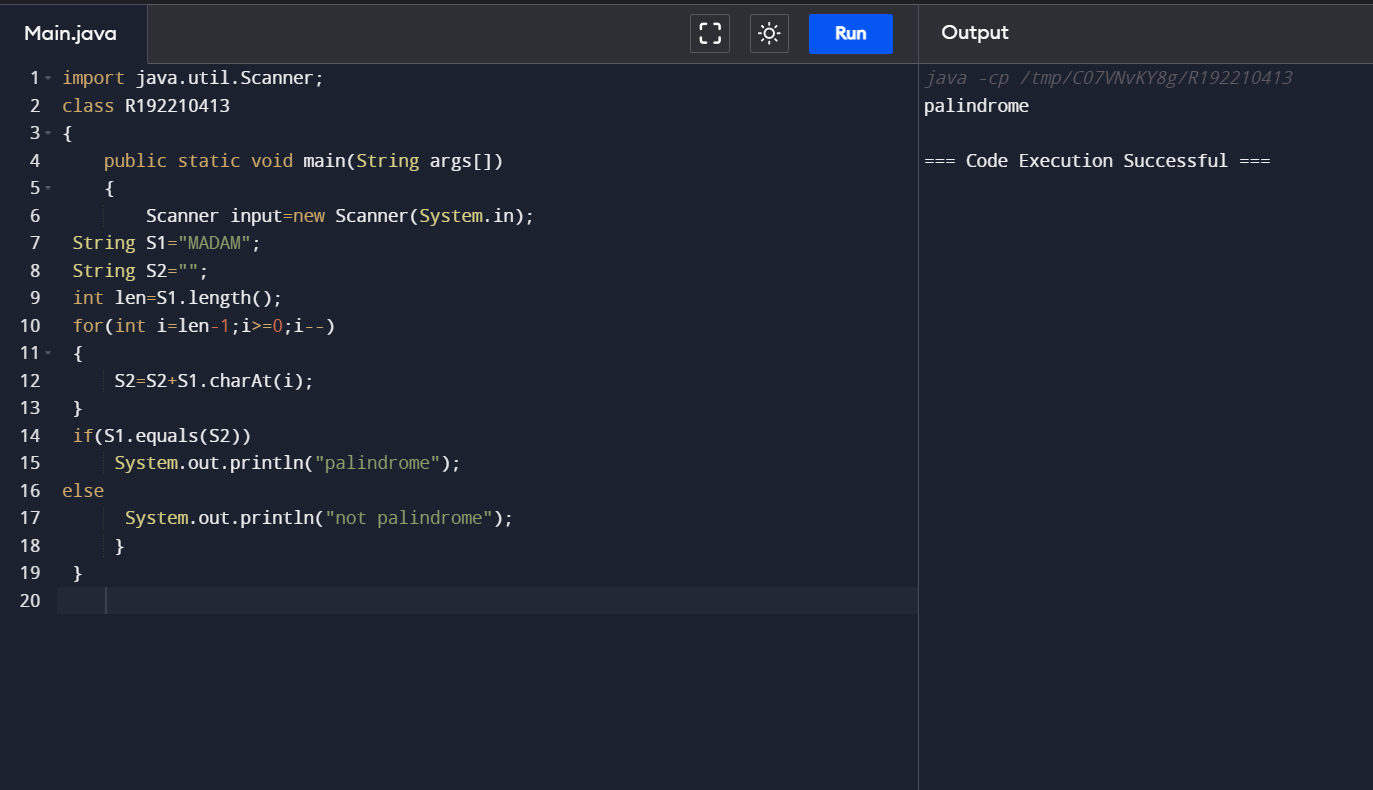 Main.java
Run
Output
1 import java.util.Scanner;
2 class R192210413
3 {
4     public static void main(String args[])
5     {
6         Scanner input=new Scanner(System.in);
7  String S1="MADAM";
8  String S2="";
9  int len=S1.length();
10  for(int i=len-1;i>=0;i--)
11  {
12      S2=S2+S1.charAt(i);
13  }
14  if(S1.equals(S2))
15      System.out.println("palindrome");
16 else
17       System.out.println("not palindrome");
18      }
19  }
20
java -cp /tmp/C07VNvKY8g/R192210413
palindrome
=== Code Execution Successful ===